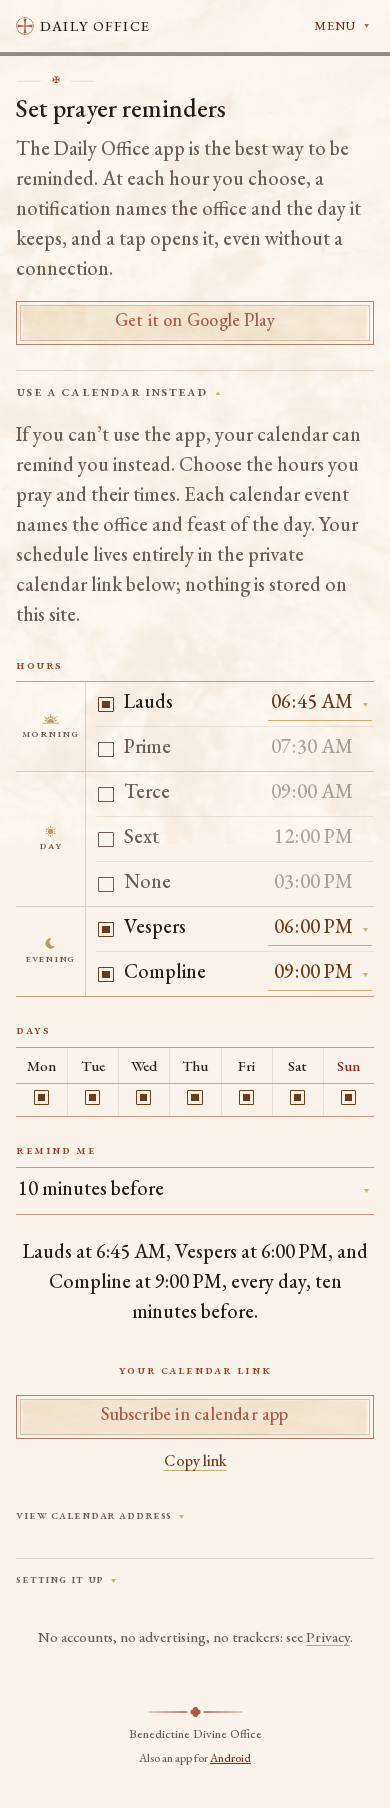 DAILY OFFICE
MENU
Set prayer reminders
The Daily Office app is the best way to be
reminded. At each hour you choose, a
notification names the office and the day it
keeps, and a tap opens it, even without a
connection.
Get it on Google Play
USE A CALENDAR INSTEAD
If you can’t use the app, your calendar can
remind you instead. Choose the hours you
pray and their times. Each calendar event
names the office and feast of the day. Your
schedule lives entirely in the private
calendar link below; nothing is stored on
this site.
HOURS
MORNING
Lauds 06:45 AM
Prime 07:30 AM
DAY
Terce 09:00 AM
Sext 12:00 PM
None 03:00 PM
EVENING
Vespers 06:00 PM
Compline 09:00 PM
DAYS
Mon Tue Wed Thu Fri Sat Sun
REMIND ME
10 minutes before
Lauds at 6:45 AM, Vespers at 6:00 PM, and
Compline at 9:00 PM, every day, ten
minutes before.
YOUR CALENDAR LINK
Subscribe in calendar app
Copy link
VIEW CALENDAR ADDRESS
SETTING IT UP
No accounts, no advertising, no trackers: see Privacy.
Benedictine Divine Office
Also an app for Android